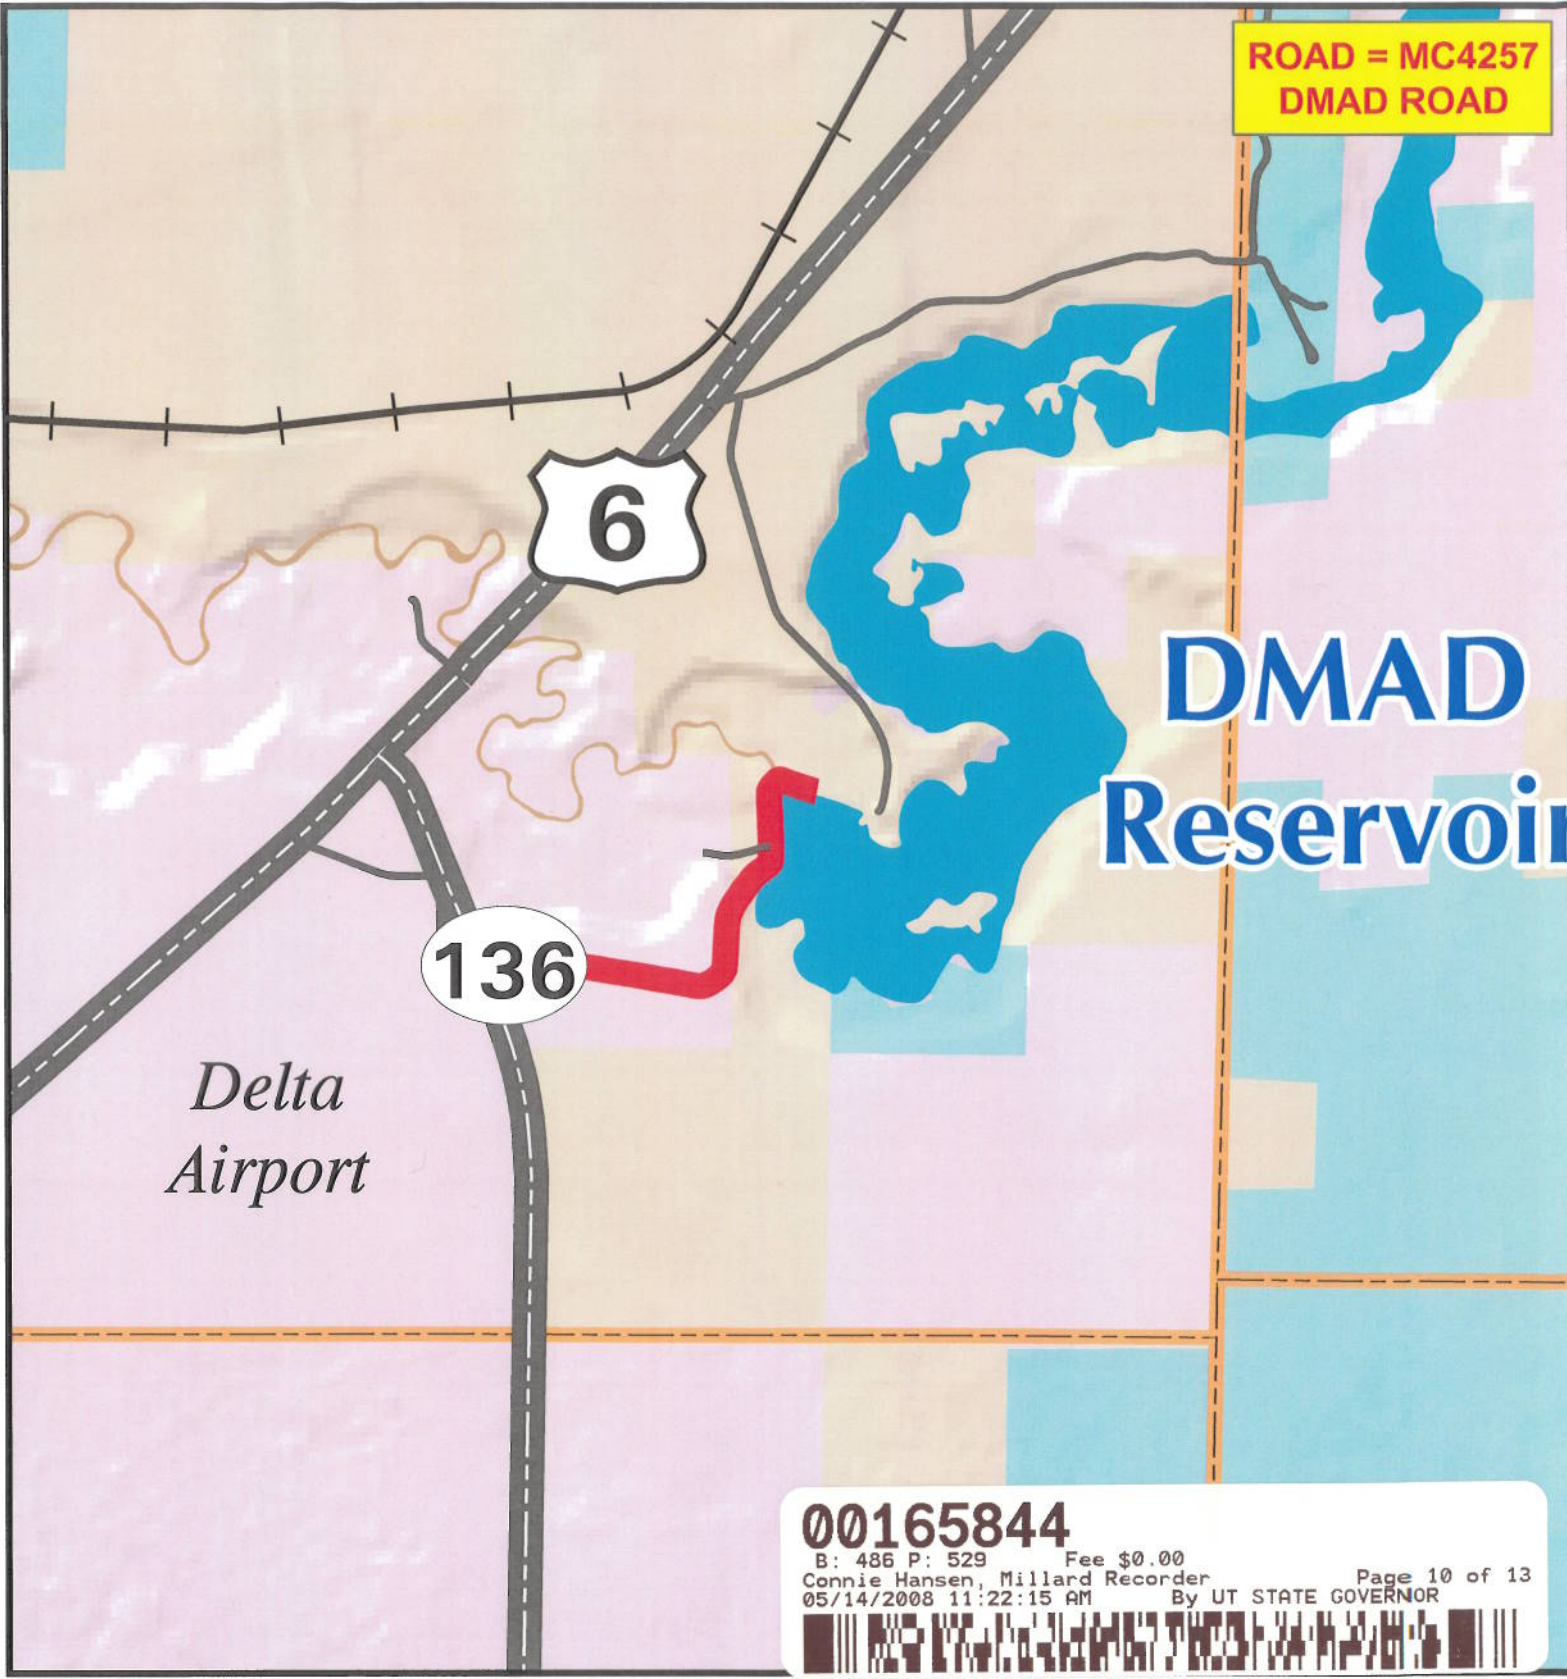 ROAD = MC4257
DMAD ROAD
6
DMAD
Reservoir
136
Delta
Airport
00165844
B: 486 P: 529 Fee $0.00
Connie Hansen, Millard Recorder Page 10 of 13
05/14/2008 11:22:15 AM By UT STATE GOVERNOR